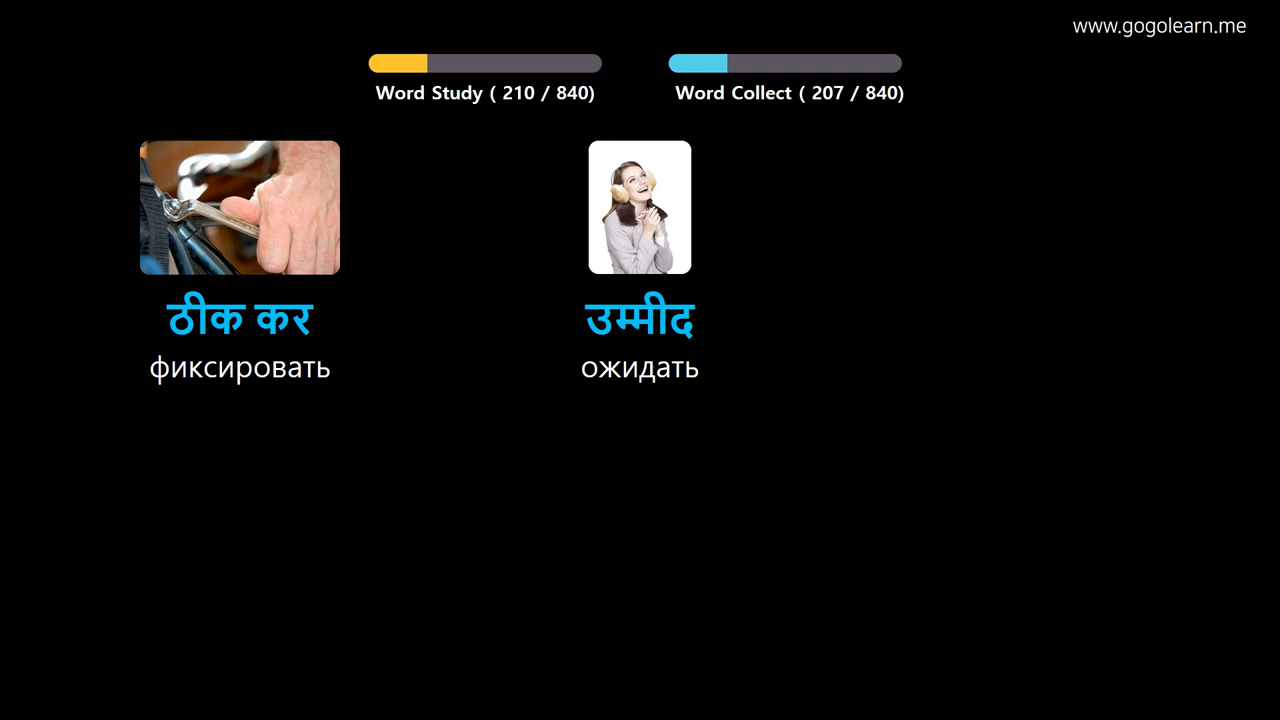 www.gogolearn.me
Word Study ( 210 / 840)
Word Collect ( 207 / 840)
ठीक कर
фиксировать
उम्मीद
ожидать